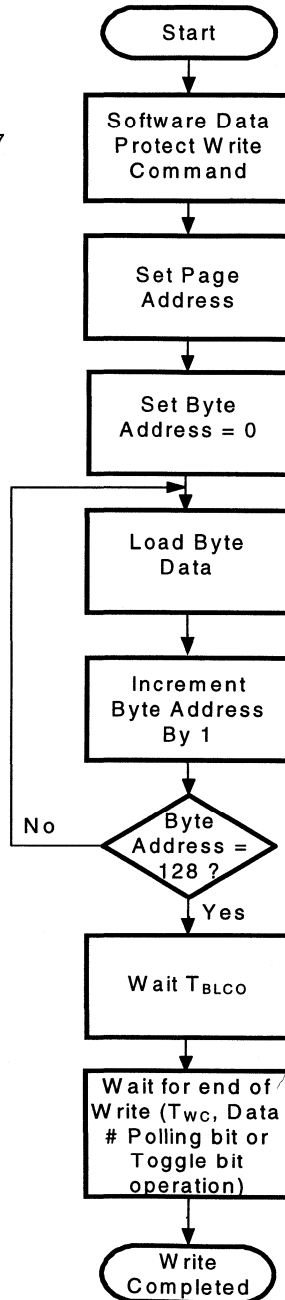 Start
Software Data
Protect Write
Command
Set Page
Address
Set Byte
Address = 0
Load Byte
Data
Increment
Byte Address
By 1
Byte
Address =
128 ?
No
Yes
Wait TBLCO
Wait for end of
Write (TWC, Data
# Polling bit or
Toggle bit
operation)
Write
Completed